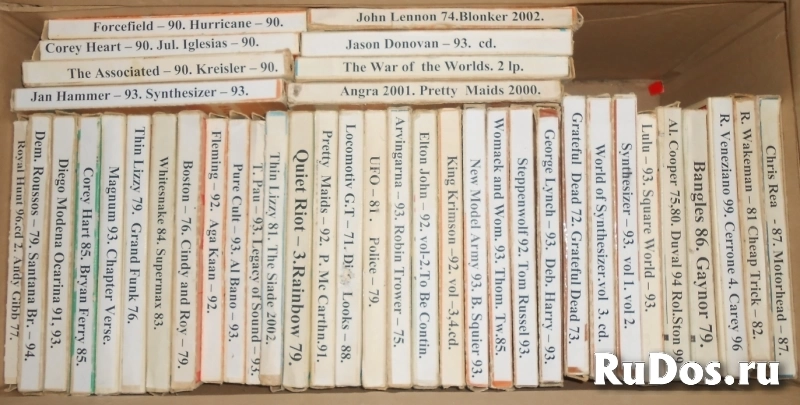 Forcefield – 90. Hurricane – 90.
John Lennon 74.Blonker 2002.
Corey Heart – 90. Jul. Iglesias – 90.
Jason Donovan – 93. cd.
The Associated – 90. Kreisler – 90.
The War of the Worlds. 2 lp.
Jan Hammer – 93. Synthesizer – 93.
Angra 2001. Pretty Maids 2000.
Royal Hunt 96.cd 2. Andy Gibb 77.
Dem. Roussos – 79. Santana Br. – 94.
Diego Modena Ocarina 91, 93.
Corey Hart 85. Bryan Ferry 85.
Magnum 93. Chapter Verse.
Thin Lizzy 79. Grand Funk 76.
Whitesnake 84. Supermax 83.
Boston – 76. Cindy and Roy – 79.
Fleming – 92. Aga Kaan – 92.
Pure Cult – 93. Al Bano – 93.
T. Pau – 93. Legacy of Sound – 93.
Thin Lizzy 81. The Slade 2002.
Quiet Riot – 3.Rainbow 79.
Pretty Maids – 92. P. Mc Carthn.91.
Locomotiv G.T – 71. Looks – 88.
UFO – 81. Police – 79.
Arvingarna – 93. Robin Trower – 75.
Elton John – 92. vol-2.To Be Contin.
King Krimson –92. vol –3,4.cd.
New Model Army 93. B. Squier 93.
Womack and Wom. 93. Thom. Tw.85.
Steppenwolf 92. Tom Russel 93.
George Lynch – 93. Deb. Harry – 93.
Grateful Dead 72. Grateful Dead 73.
World of Synthesizer.vol 3. cd.
Synthesizer – 93. vol 1. vol 2.
Lulu – 93. Square World – 93.
Al. Cooper 75,80. Duval 94 Rol.Ston 99
Bangles 86. Gaynor 79.
R. Veneziano 99. Cerrone 4. Carey 96
R. Wakeman – 81 Cheap Trick – 82.
Chris Rea - 87. Motorhead – 87.
RuDos.ru